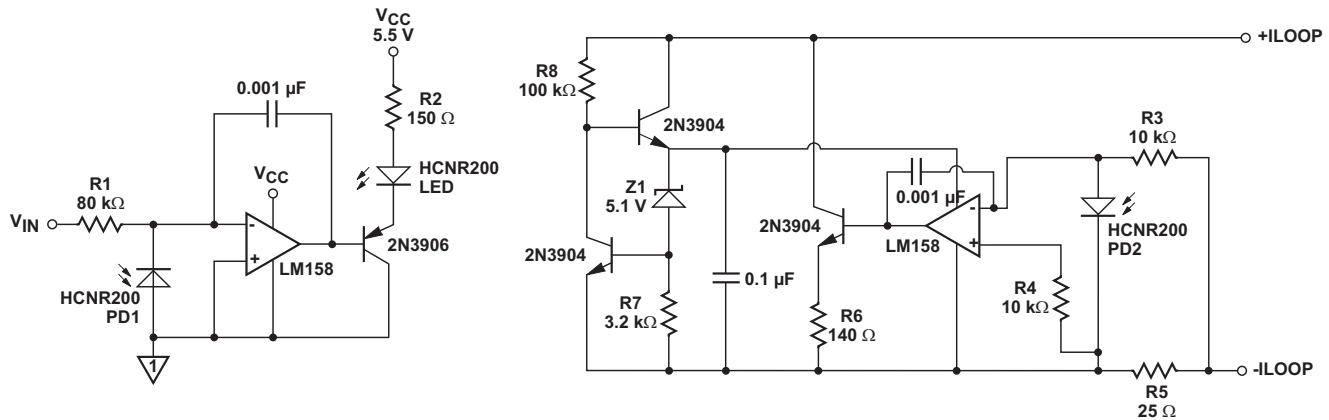 VCC
5.5 V
R2
150 Ω
0.001 µF
HCNR200
LED
VCC
R1
80 kΩ
VIN
-
+
LM158
2N3906
HCNR200
PD1
1
+ILOOP
R8
100 kΩ
2N3904
Z1
5.1 V
2N3904
R7
3.2 kΩ
0.1 µF
2N3904
R6
140 Ω
0.001 µF
-
+
LM158
R3
10 kΩ
HCNR200
PD2
R4
10 kΩ
-ILOOP
R5
25 Ω